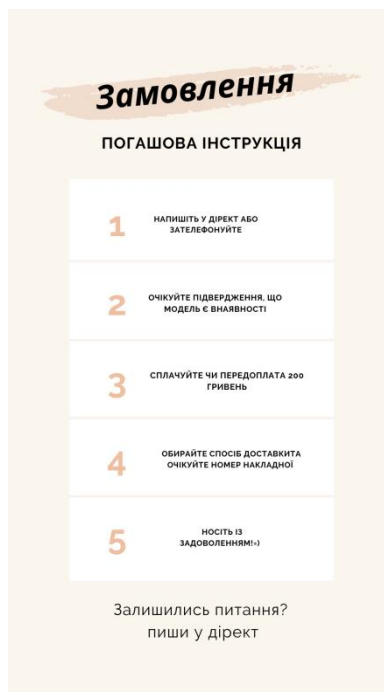 Замовлення
ПОГАШОВА ІНСТРУКЦІЯ
1
НАПИШІТЬ У ДІРЕКТ АБО
ЗАТЕЛЕФОНУЙТЕ
2
ОЧІКУЙТЕ ПІДВЕРДЖЕННЯ, ЩО
МОДЕЛЬ Є ВНАЯВНОСТІ
3
СПЛАЧУЙТЕ ЧИ ПЕРЕДОПЛАТА 200
ГРИВЕНЬ
4
ОБИРАЙТЕ СПОСІБ ДОСТАВКИТА
ОЧІКУЙТЕ НОМЕР НАКЛАДНОЇ
5
НОСІТЬ ІЗ
ЗАДОВОЛЕННЯМ!=)
Залишились питання?
пиши у дірект